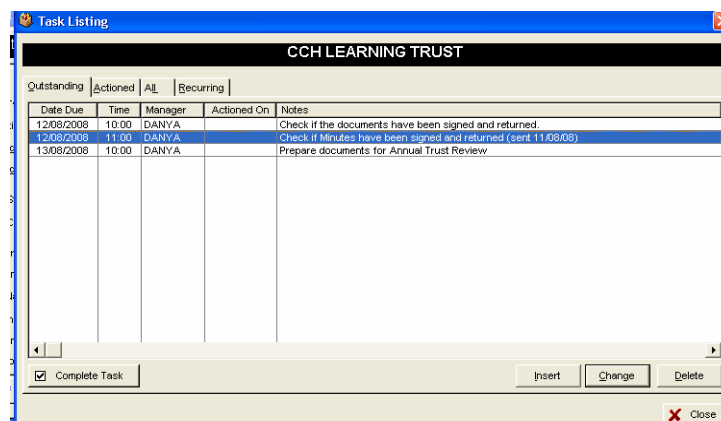 Task Listing
CCH LEARNING TRUST
Outstanding Actioned All Recurring
Date Due Time Manager Actioned On Notes
12/08/2008 10:00 DANYA Check if the documents have been signed and returned.
12/08/2008 11:00 DANYA Check if Minutes have been signed and returned (sent 11/08/08)
13/08/2008 10:00 DANYA Prepare documents for Annual Trust Review
Complete Task Insert Change Delete
Close